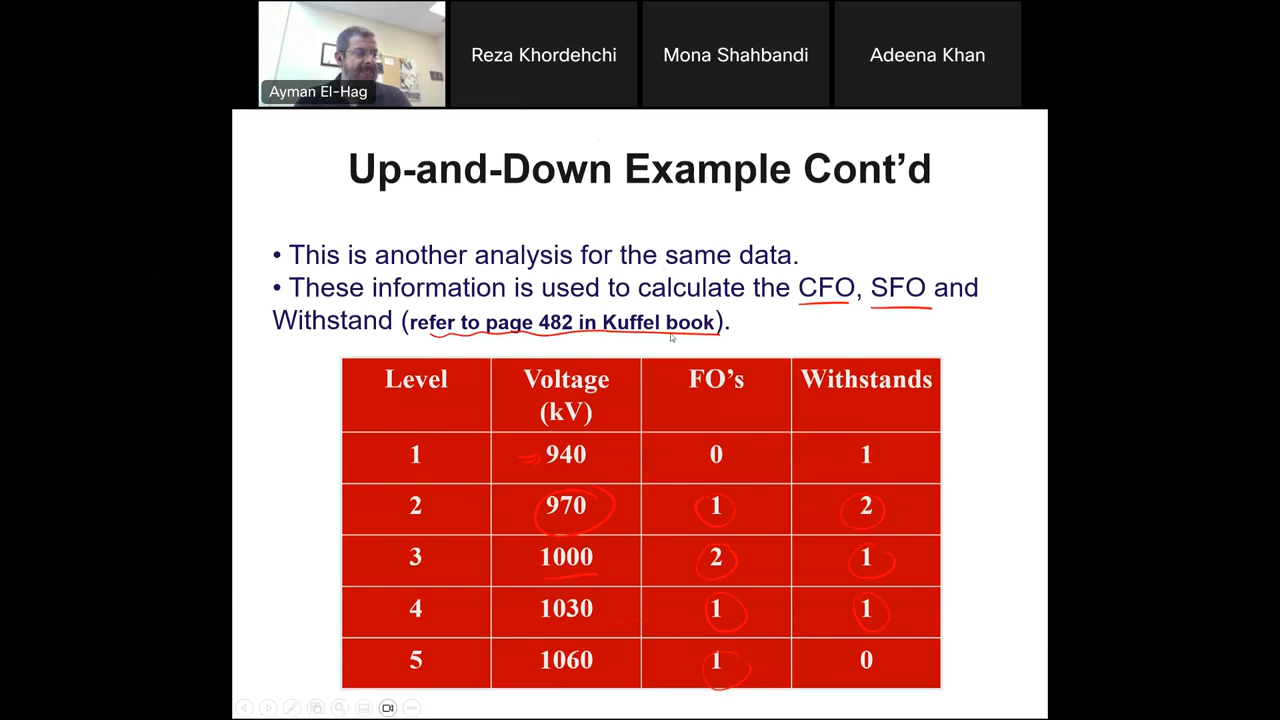 Ayman El-Hag
Reza Khordehchi
Mona Shahbandi
Adeena Khan
Up-and-Down Example Cont’d
• This is another analysis for the same data.
• These information is used to calculate the CFO, SFO and
Withstand (refer to page 482 in Kuffel book).
Level Voltage (kV) FO’s Withstands
1 940 0 1
2 970 1 2
3 1000 2 1
4 1030 1 1
5 1060 1 0